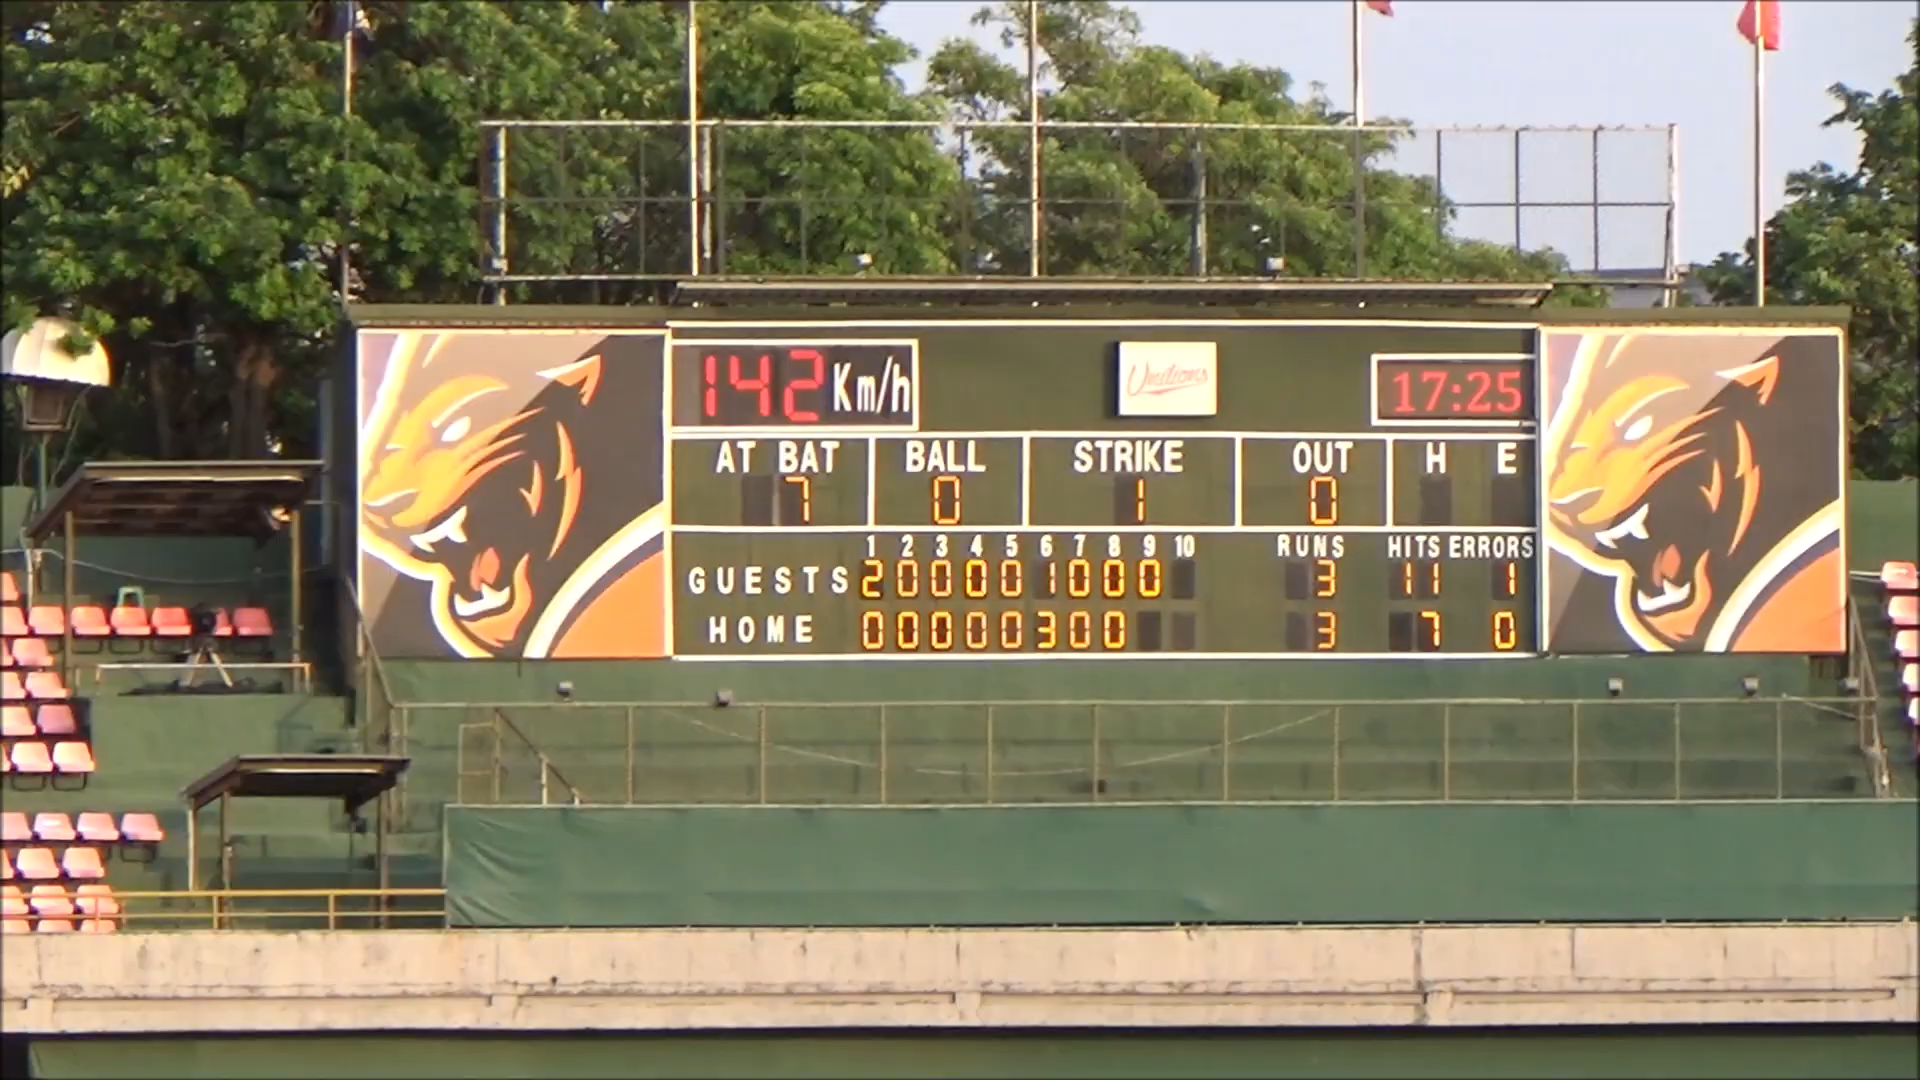 142 Km/h
Unilions
17:25
AT BAT BALL STRIKE OUT H E
7 0 1 0
1 2 3 4 5 6 7 8 9 10 RUNS HITS ERRORS
GUESTS 2 0 0 0 0 1 0 0 0 3 11 1
HOME 0 0 0 0 0 3 0 0 3 7 0